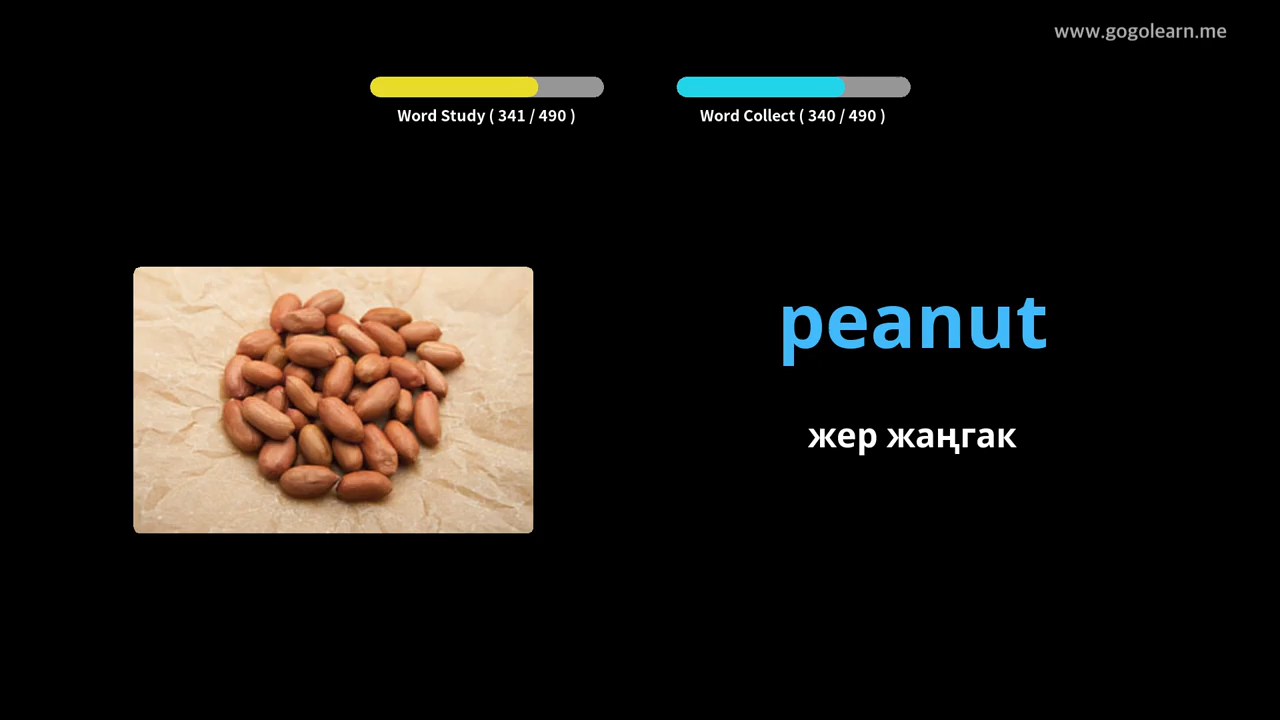 www.gogolearn.me
Word Study ( 341 / 490 )
Word Collect ( 340 / 490 )
peanut
жер жаңгак